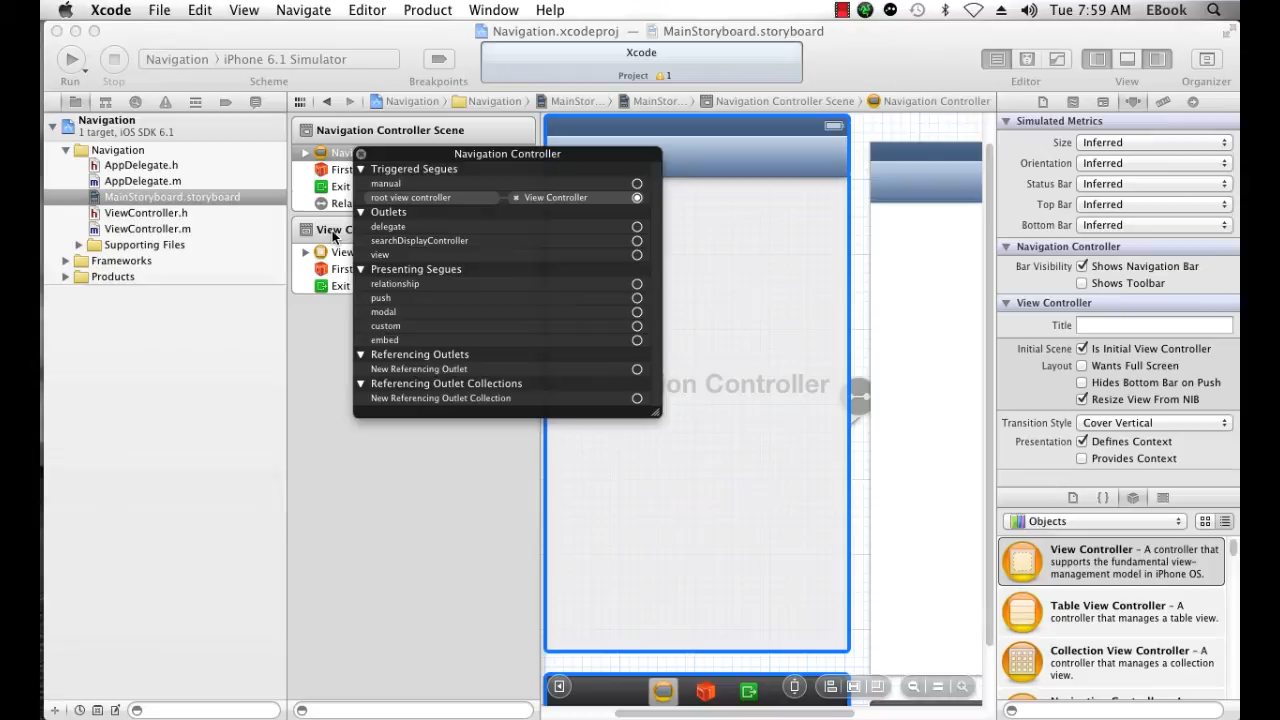 Xcode File Edit View Navigate Editor Product Window Help Tue 7:59 AM EBook
Navigation.xcodeproj — MainStoryboard.storyboard
Navigation iPhone 6.1 Simulator
Xcode
Project 1
Run Stop Scheme Breakpoints Editor View Organizer
Navigation Navigation MainStor... MainStor... Navigation Controller Scene Navigation Controller
Navigation
1 target, iOS SDK 6.1
Navigation
h AppDelegate.h
m AppDelegate.m
MainStoryboard.storyboard
h ViewController.h
m ViewController.m
Supporting Files
Frameworks
Products
Navigation Controller Scene
Navi
First
Exit
Rela
View C
View
First
Exit
Navigation Controller
Triggered Segues
manual
root view controller View Controller
Outlets
delegate
searchDisplayController
view
Presenting Segues
relationship
push
modal
custom
embed
Referencing Outlets
New Referencing Outlet
Referencing Outlet Collections
New Referencing Outlet Collection
on Controller
Simulated Metrics
Size Inferred
Orientation Inferred
Status Bar Inferred
Top Bar Inferred
Bottom Bar Inferred
Navigation Controller
Bar Visibility Shows Navigation Bar
Shows Toolbar
View Controller
Title
Initial Scene Is Initial View Controller
Layout Wants Full Screen
Hides Bottom Bar on Push
Resize View From NIB
Transition Style Cover Vertical
Presentation Defines Context
Provides Context
{ }
Objects
View Controller - A controller that
supports the fundamental view-
management model in iPhone OS.
Table View Controller - A
controller that manages a table view.
Collection View Controller - A
controller that manages a collection
view.